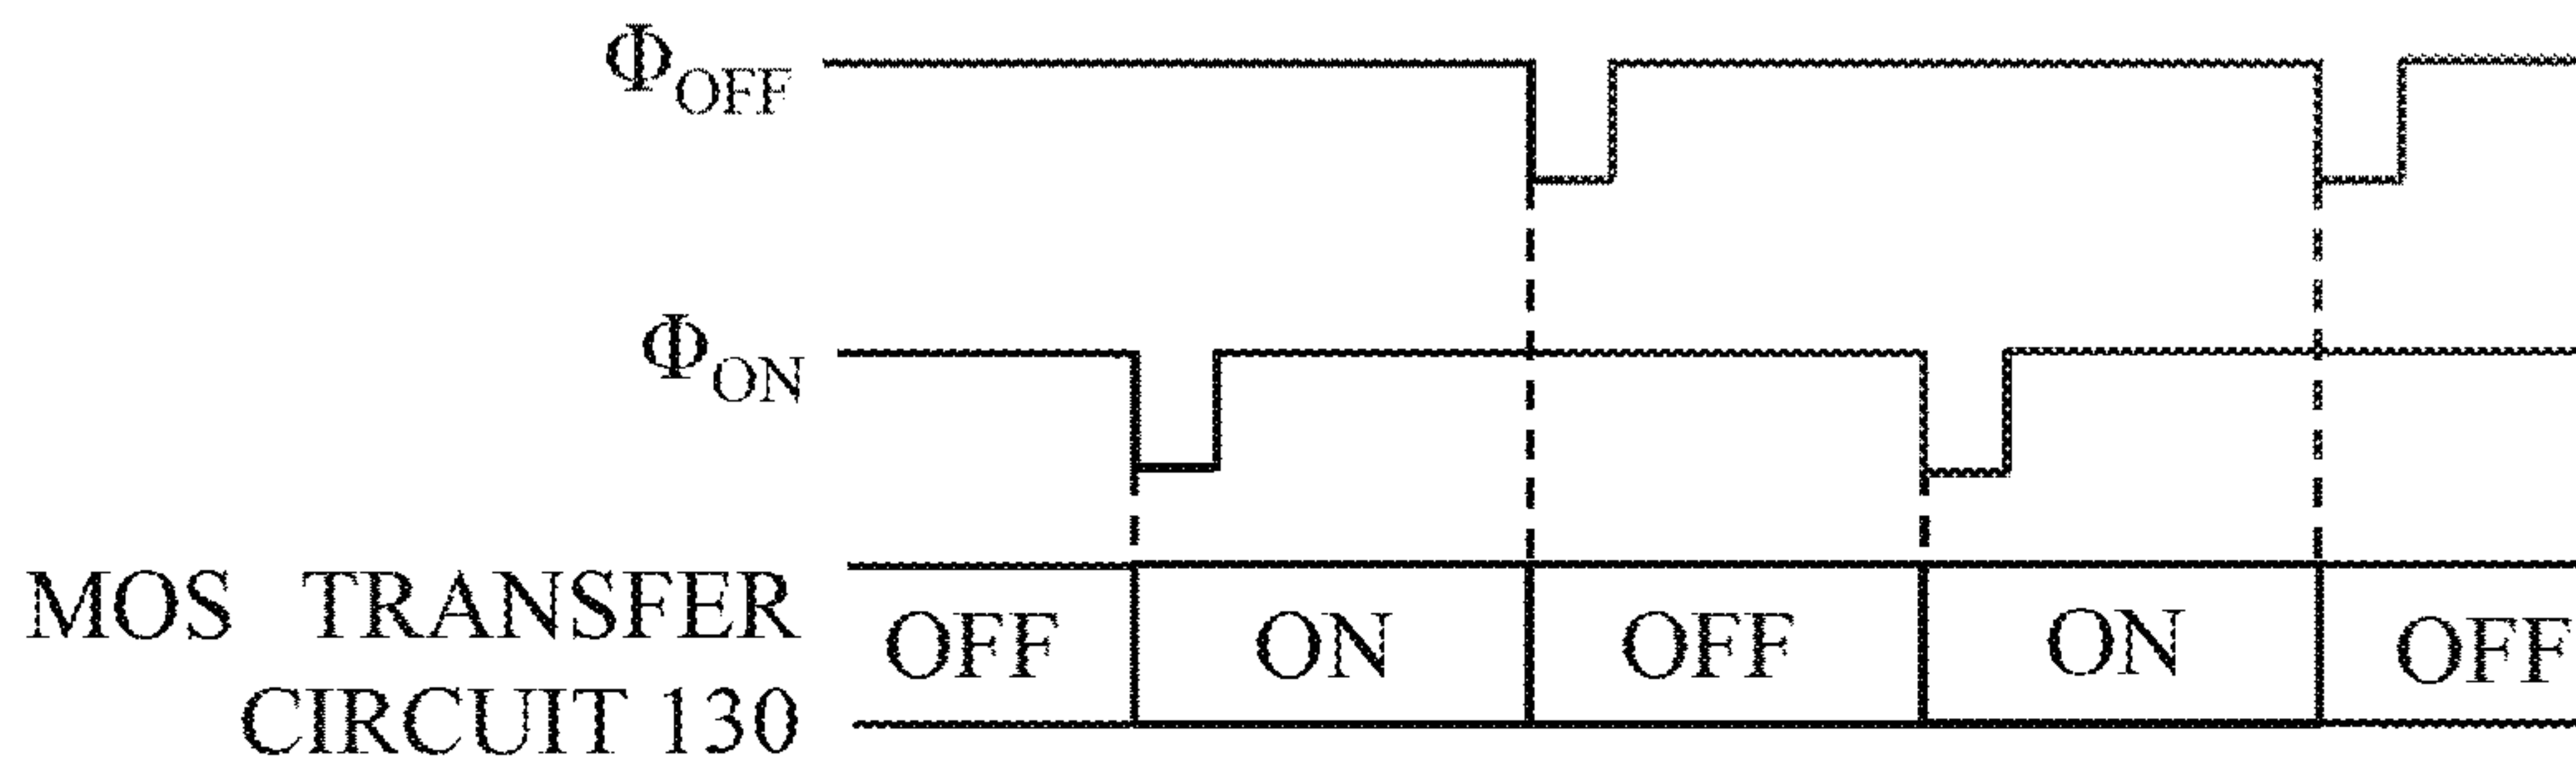 Φ_OFF
Φ_ON
MOS TRANSFER
CIRCUIT 130
OFF ON OFF ON OFF